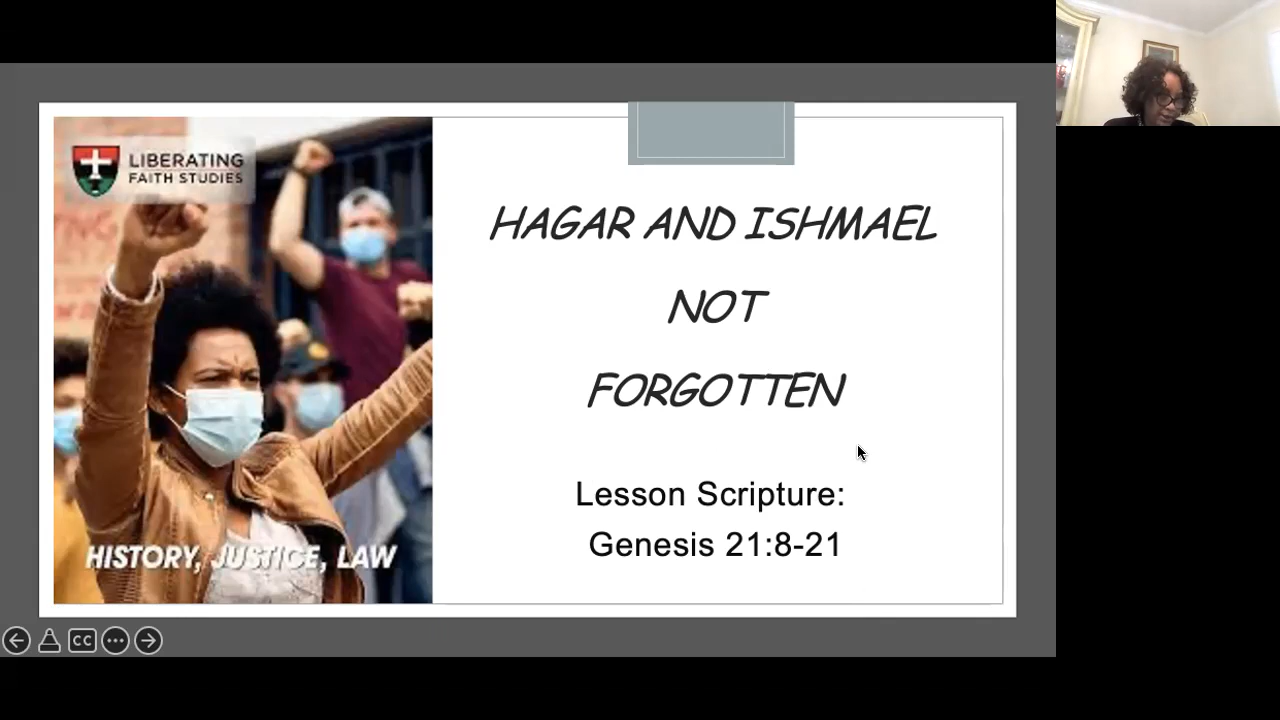 LIBERATING
FAITH STUDIES
HISTORY, JUSTICE, LAW
HAGAR AND ISHMAEL
NOT
FORGOTTEN
Lesson Scripture:
Genesis 21:8-21
CC